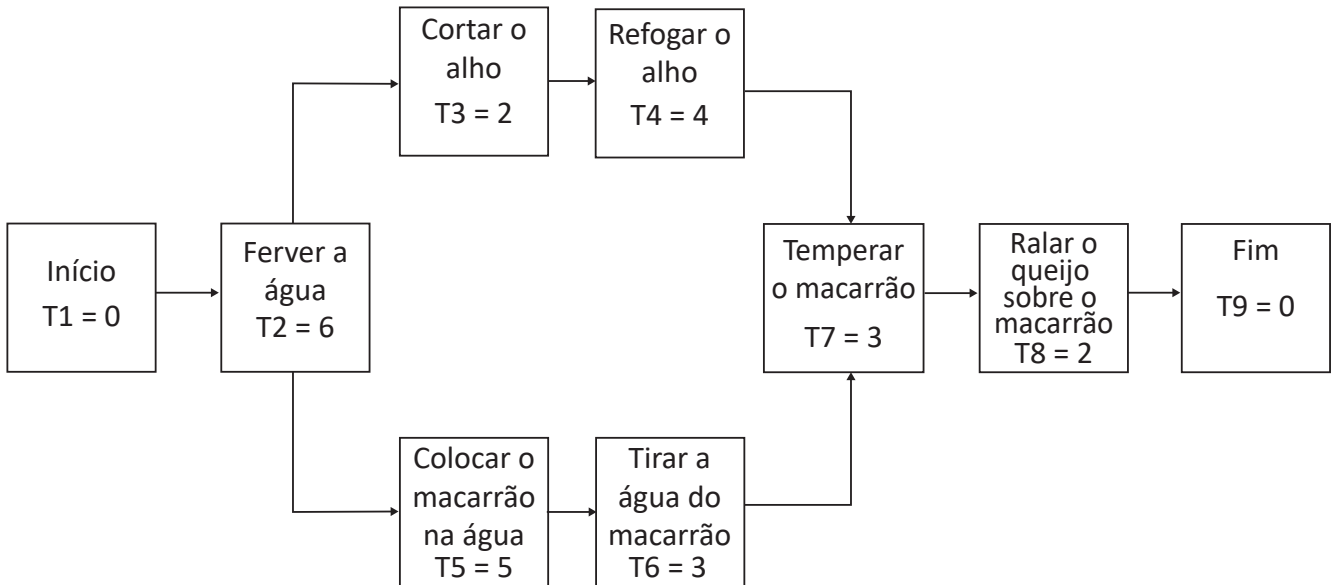 Cortar o
alho
T3 = 2
Refogar o
alho
T4 = 4
Início
T1 = 0
Ferver a
água
T2 = 6
Temperar
o macarrão
T7 = 3
Ralar o
queijo
sobre o
macarrão
T8 = 2
Fim
T9 = 0
Colocar o
macarrão
na água
T5 = 5
Tirar a
água do
macarrão
T6 = 3